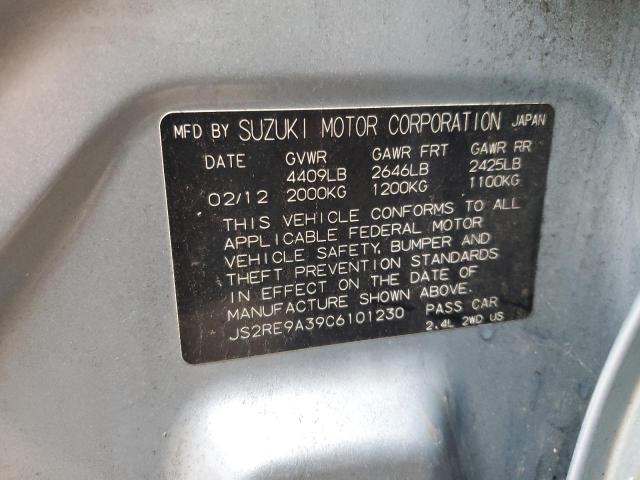 MFD BY SUZUKI MOTOR CORPORATION JAPAN
DATE GVWR GAWR FRT GAWR RR
4409LB 2646LB 2425LB
02/12 2000KG 1200KG 1100KG
THIS VEHICLE CONFORMS TO ALL
APPLICABLE FEDERAL MOTOR
VEHICLE SAFETY, BUMPER AND
THEFT PREVENTION STANDARDS
IN EFFECT ON THE DATE OF
MANUFACTURE SHOWN ABOVE.
JS2RE9A39C6101230 PASS CAR
2.4L 2WD US